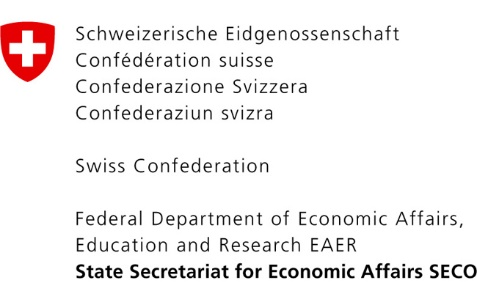 Schweizerische Eidgenossenschaft
Confédération suisse
Confederazione Svizzera
Confederaziun svizra
Swiss Confederation
Federal Department of Economic Affairs,
Education and Research EAER
State Secretariat for Economic Affairs SECO